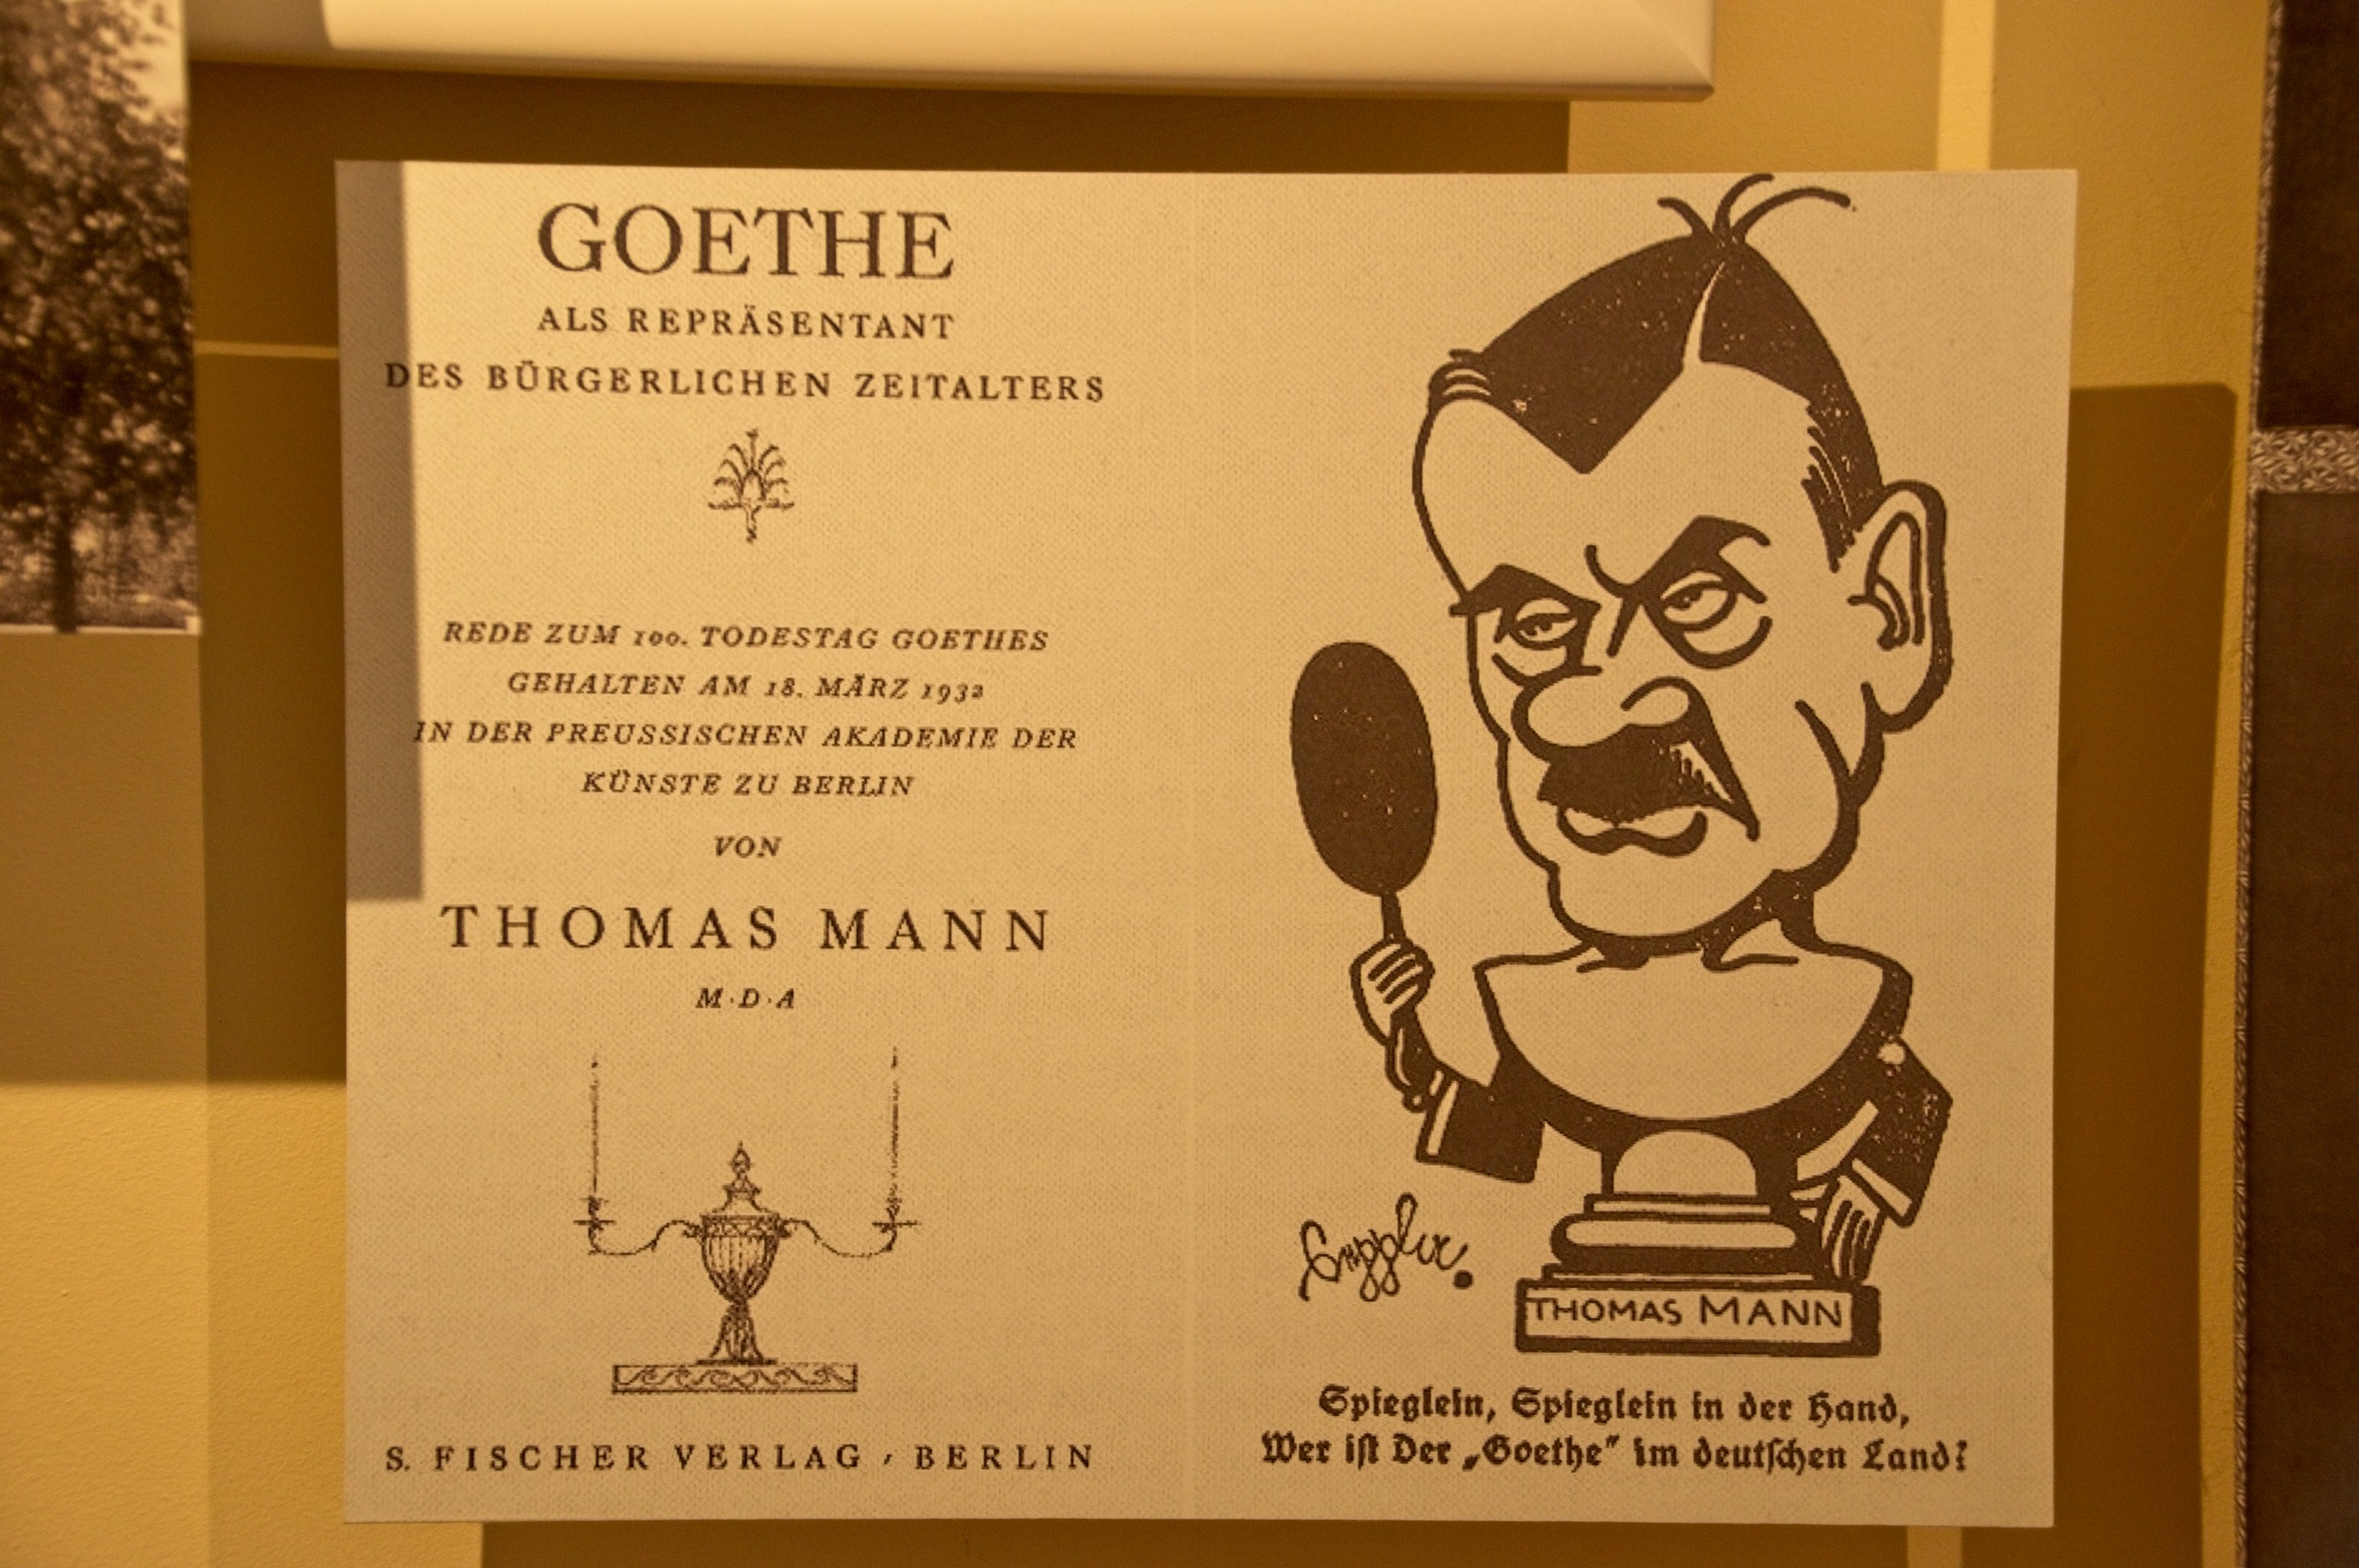 GOETHE
ALS REPRÄSENTANT
DES BÜRGERLICHEN ZEITALTERS
REDE ZUM 100. TODESTAG GOETHES
GEHALTEN AM 18. MÄRZ 1932
IN DER PREUSSISCHEN AKADEMIE DER
KÜNSTE ZU BERLIN
VON
THOMAS MANN
M·D·A
S. FISCHER VERLAG, BERLIN
THOMAS MANN
Spieglein, Spieglein in der Hand,
Wer iſt Der „Goethe” im deutſchen Land?